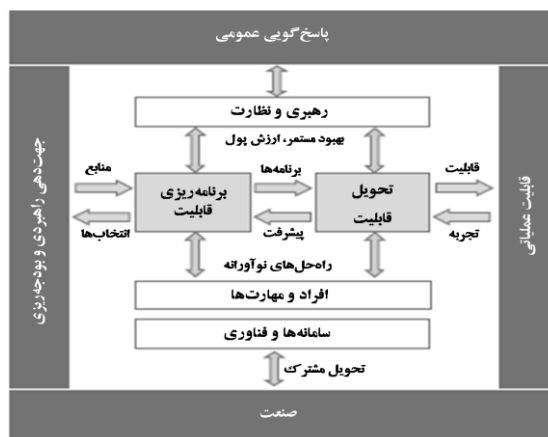 پاسخ‌گویی عمومی
جهت‌دهی راهبردی و بودجه‌ریزی
قابلیت عملیاتی
رهبری و نظارت
بهبود مستمر، ارزش پول
منابع
برنامه‌ریزی
قابلیت
برنامه‌ها
تحویل
قابلیت
قابلیت
انتخاب‌ها
پیشرفت
تجربه
راه‌حل‌های نوآورانه
افراد و مهارت‌ها
سامانه‌ها و فناوری
تحویل مشترک
صنعت